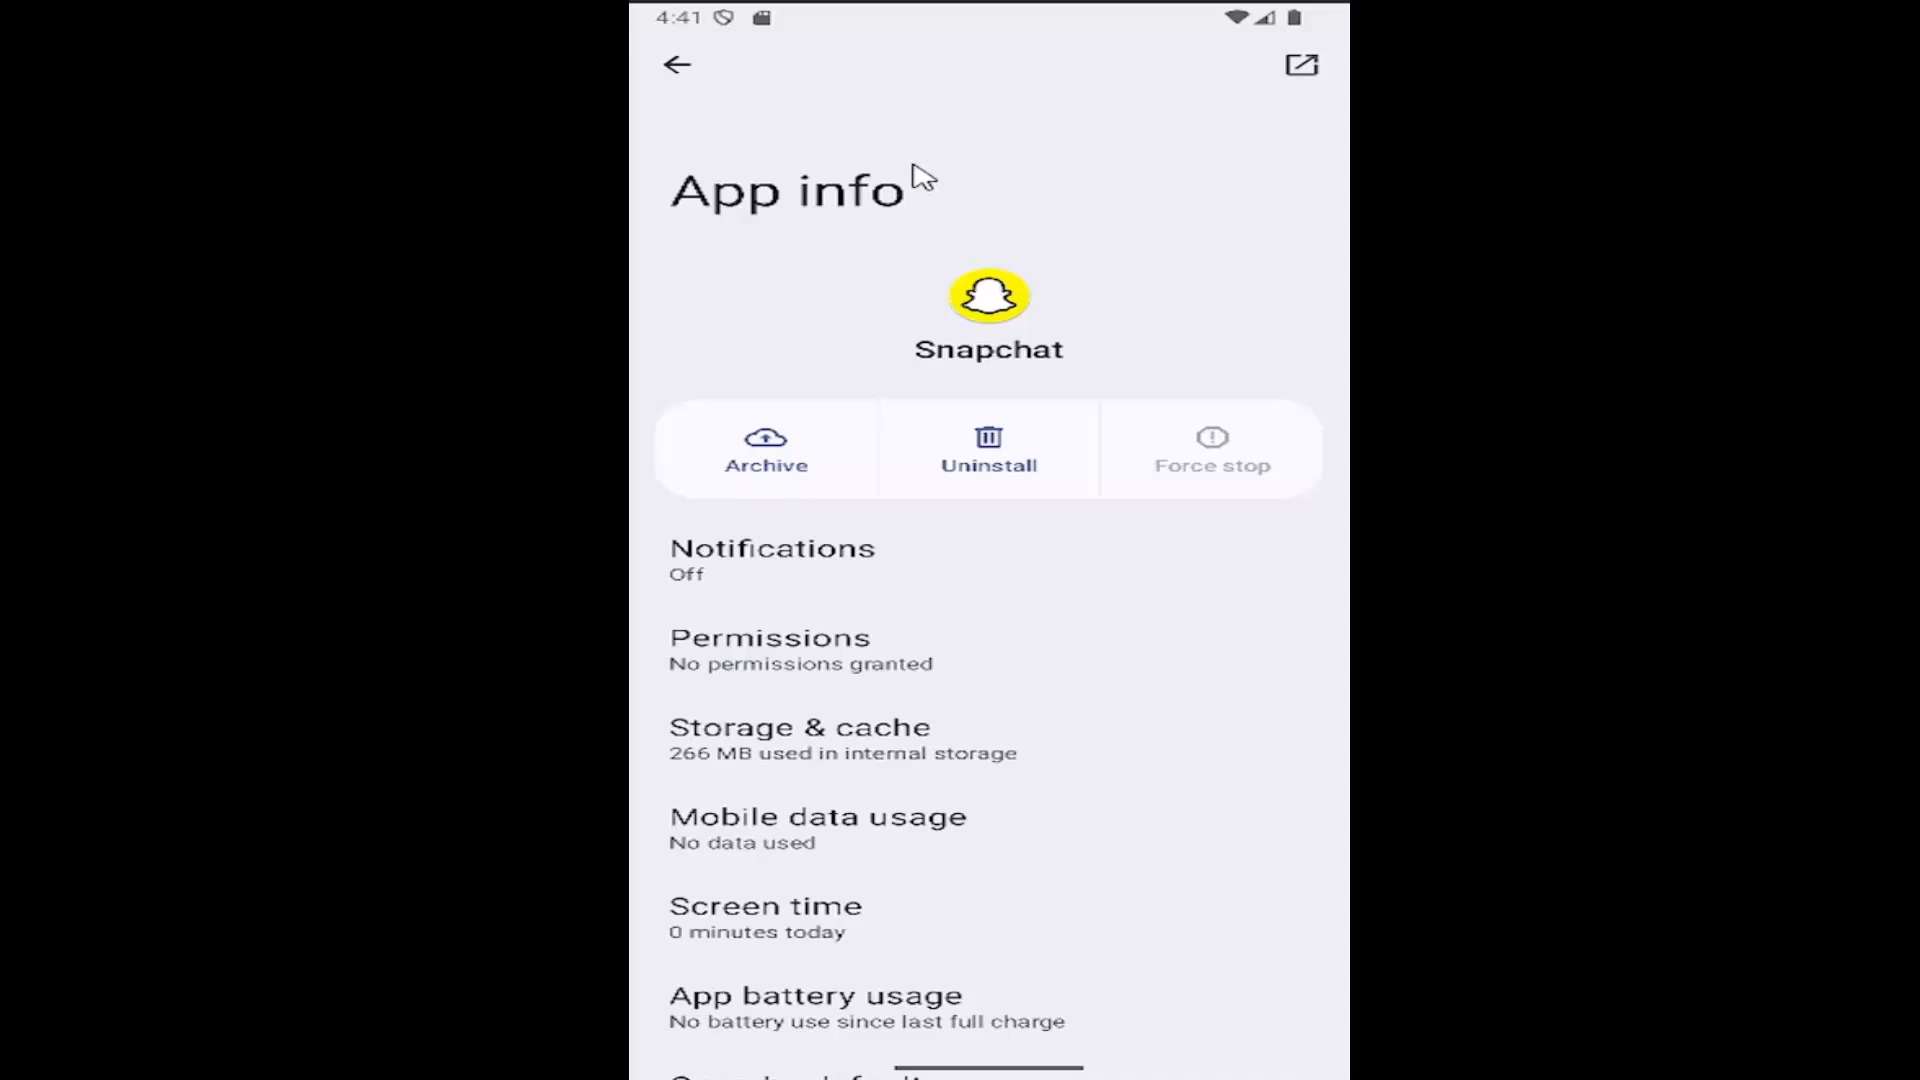 4:41
App info
Snapchat
Archive
Uninstall
Force stop
Notifications
Off
Permissions
No permissions granted
Storage & cache
266 MB used in internal storage
Mobile data usage
No data used
Screen time
0 minutes today
App battery usage
No battery use since last full charge